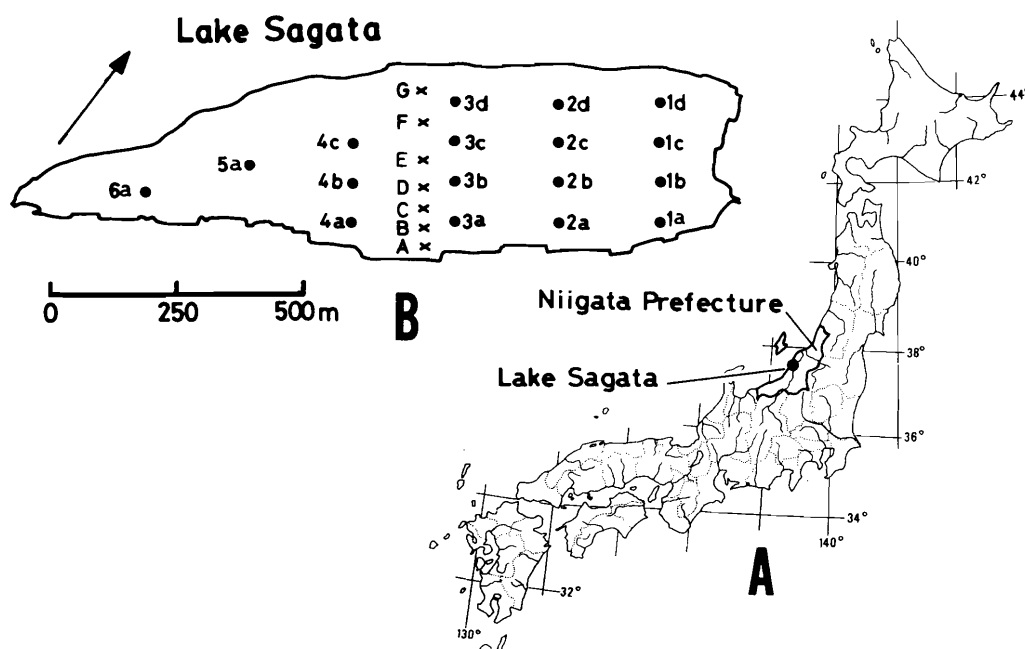 Lake Sagata
G
3d
2d
1d
F
4c
3c
2c
1c
5a
E
6a
4b
D
3b
2b
1b
C
4a
B
3a
2a
1a
A
0
250
500m
B
44°
42°
40°
Niigata Prefecture
38°
Lake Sagata
36°
34°
140°
A
32°
130°